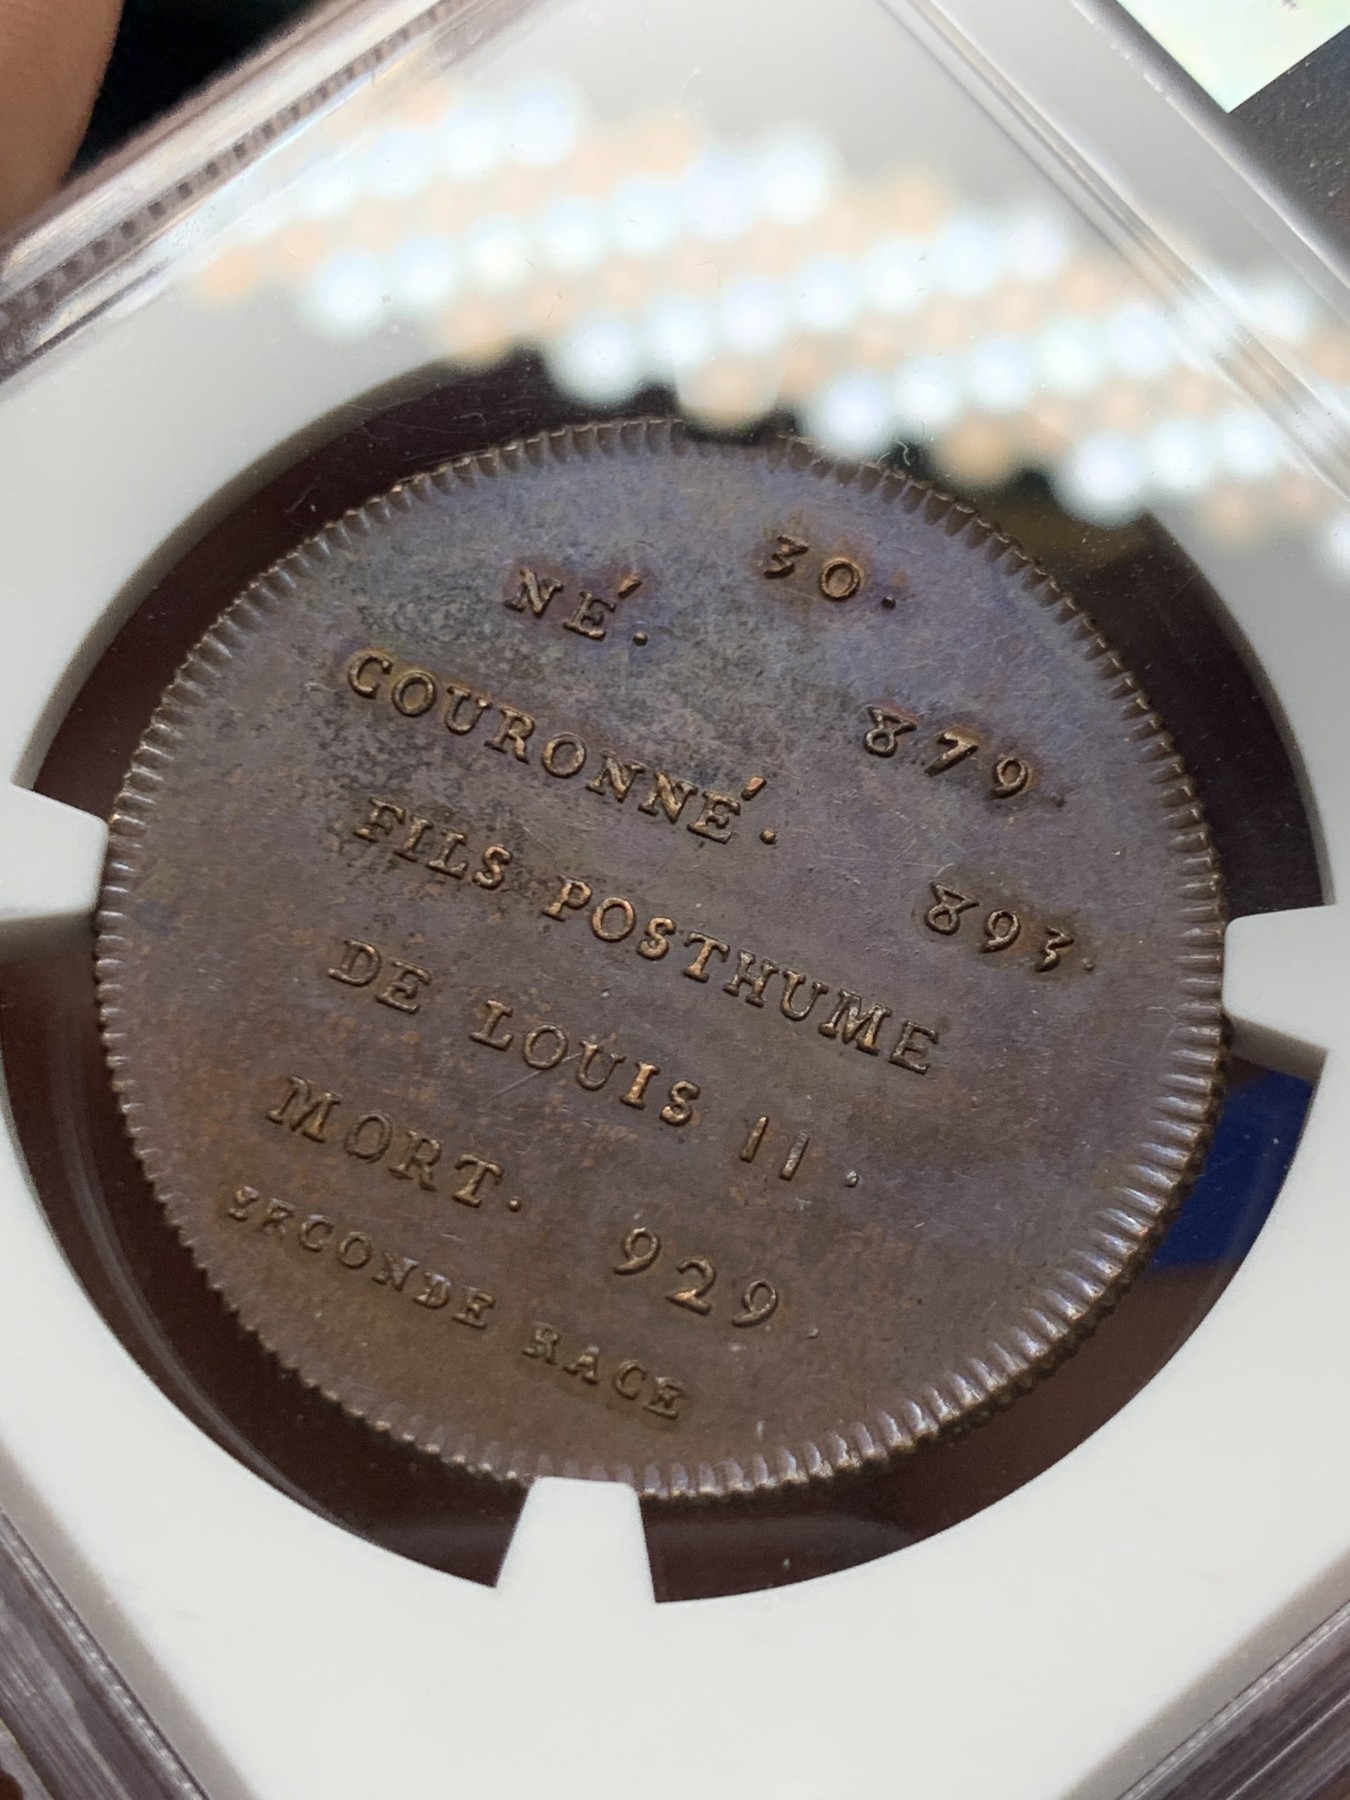 30.
NÉ. 879.
COURONNÉ. 893.
FILS POSTHUME
DE LOUIS II.
MORT. 929.
SECONDE RACE